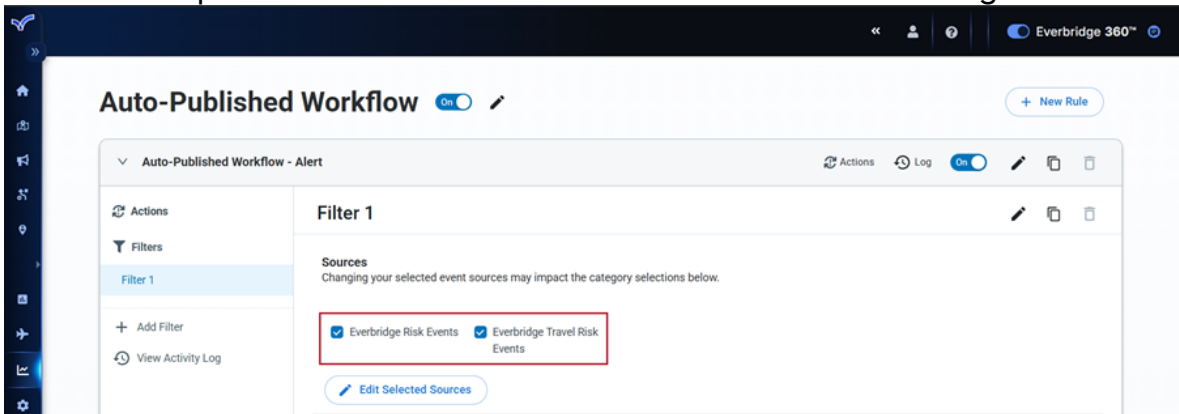 Everbridge 360™
Auto-Published Workflow
On
+ New Rule
Auto-Published Workflow - Alert
Actions
Log
On
Actions
Filter 1
Filters
Filter 1
Sources
Changing your selected event sources may impact the category selections below.
Everbridge Risk Events
Everbridge Travel Risk
Events
+ Add Filter
View Activity Log
Edit Selected Sources